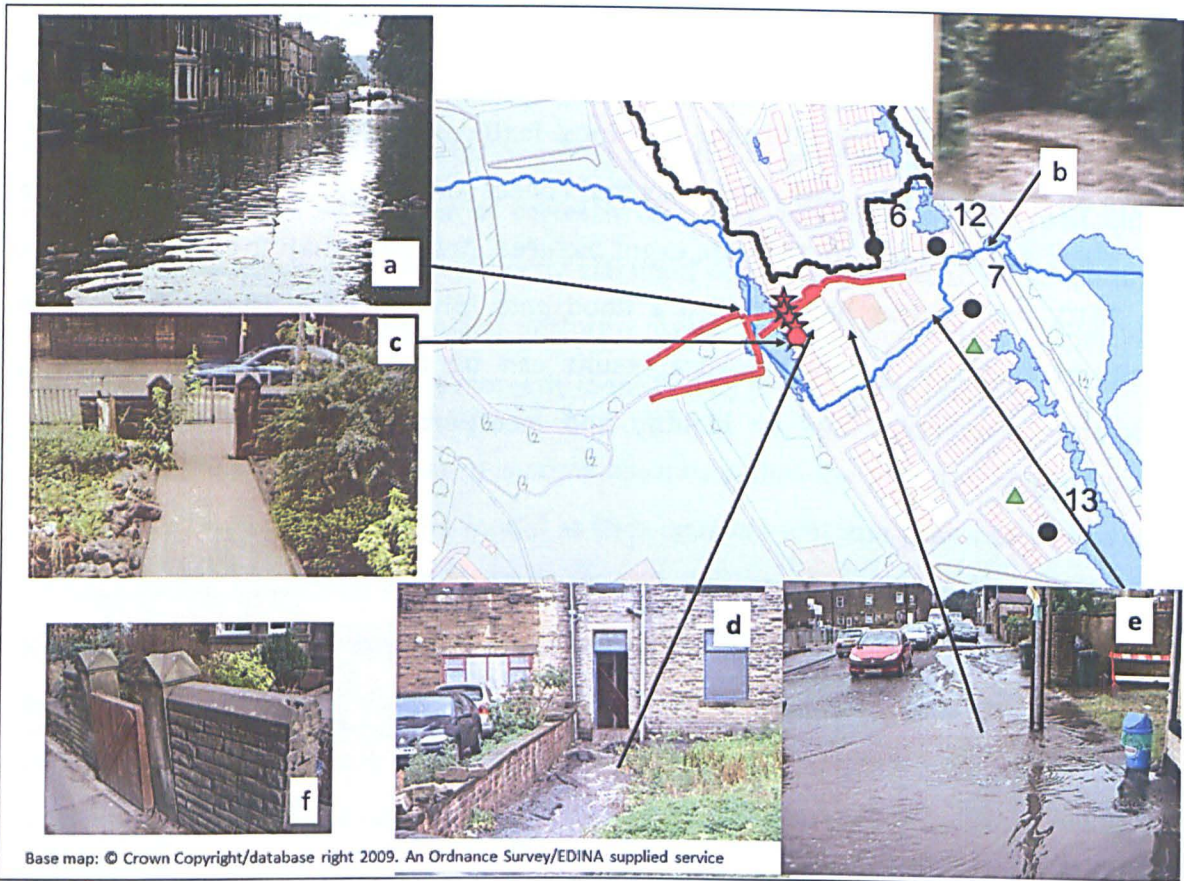 a
b
c
6
12
7
13
d
e
f
Base map: © Crown Copyright/database right 2009. An Ordnance Survey/EDINA supplied service